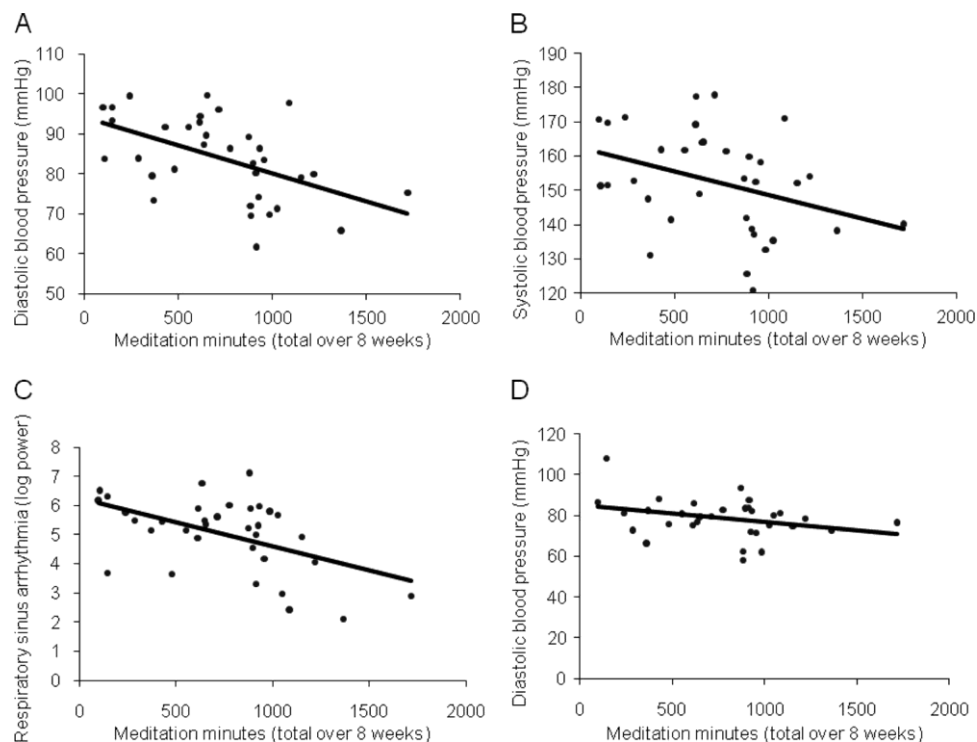 A
Diastolic blood pressure (mmHg)
110
100
90
80
70
60
50
0 500 1000 1500 2000
Meditation minutes (total over 8 weeks)
B
Systolic blood pressure (mmHg)
190
180
170
160
150
140
130
120
0 500 1000 1500 2000
Meditation minutes (total over 8 weeks)
C
Respiratory sinus arrhythmia (log power)
8
7
6
5
4
3
2
1
0
0 500 1000 1500 2000
Meditation minutes (total over 8 weeks)
D
Diastolic blood pressure (mmHg)
120
100
80
60
40
20
0
0 500 1000 1500 2000
Meditation minutes (total over 8 weeks)